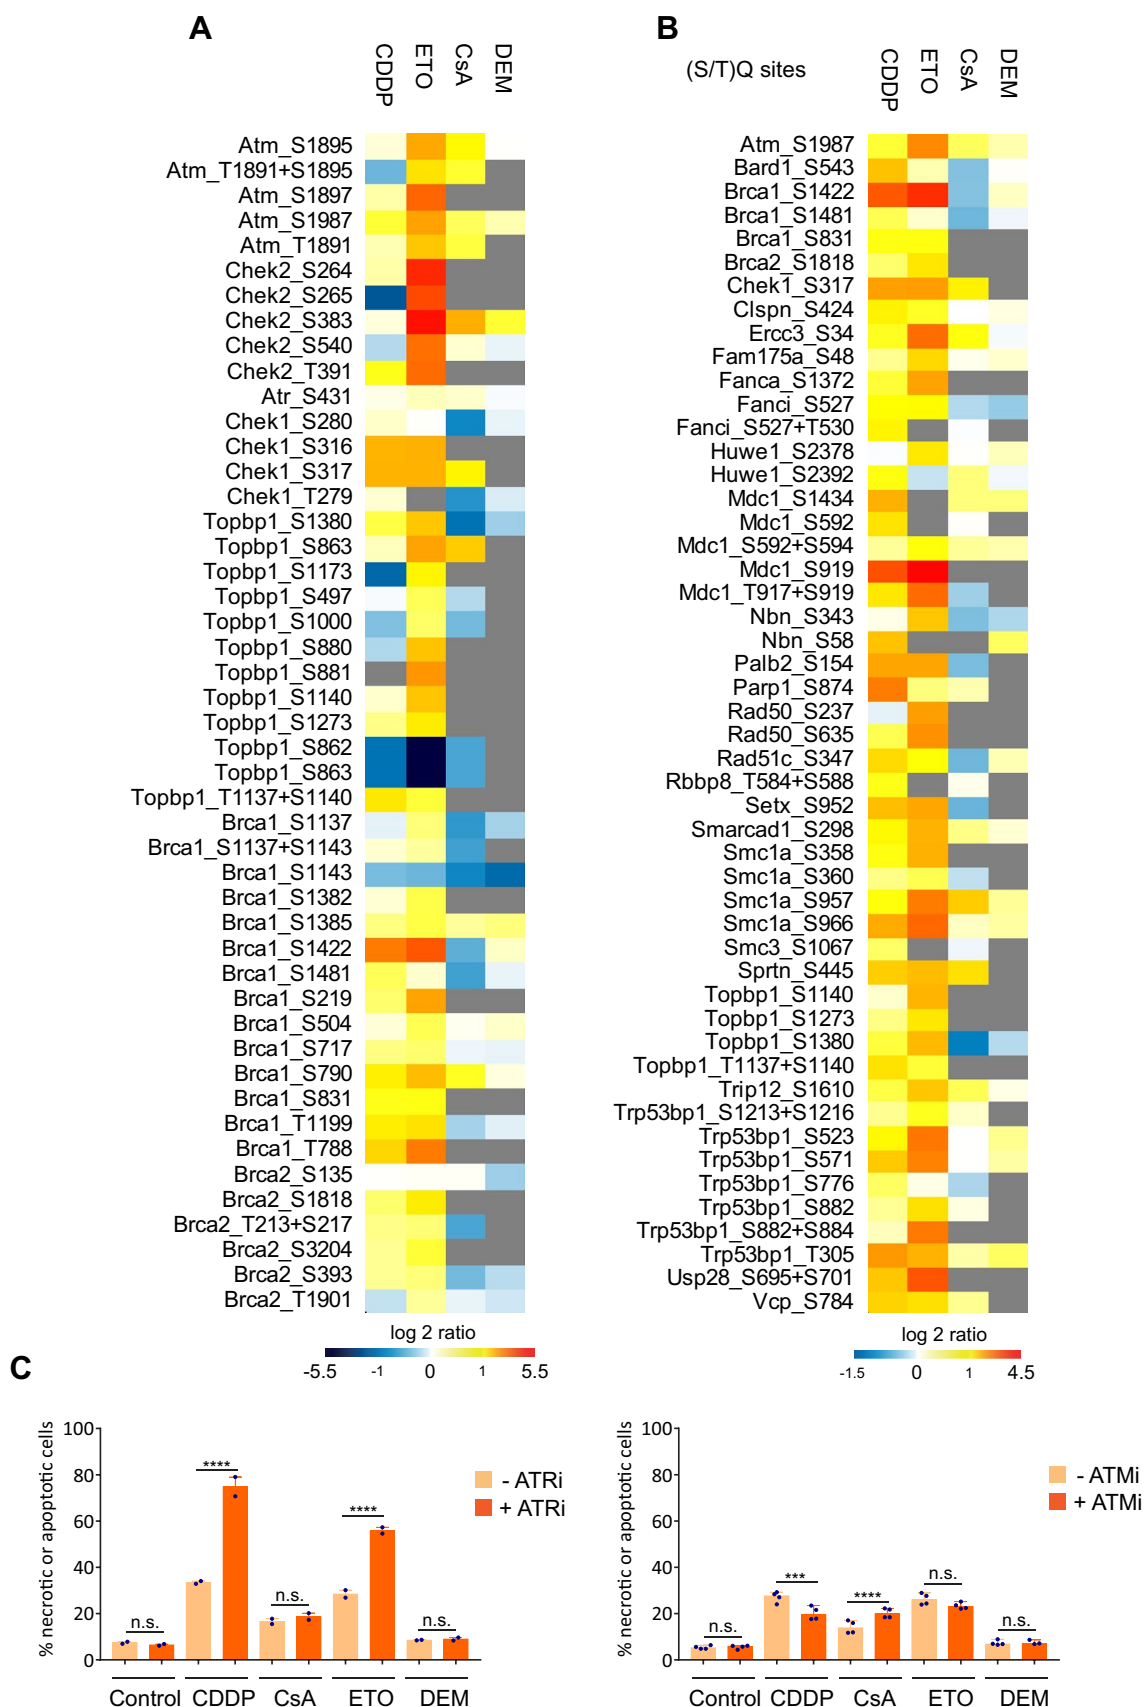 A
CDDP
ETO
CsA
DEM
Atm_S1895
Atm_T1891+S1895
Atm_S1897
Atm_S1987
Atm_T1891
Chek2_S264
Chek2_S265
Chek2_S383
Chek2_S540
Chek2_T391
Atr_S431
Chek1_S280
Chek1_S316
Chek1_S317
Chek1_T279
Topbp1_S1380
Topbp1_S863
Topbp1_S1173
Topbp1_S497
Topbp1_S1000
Topbp1_S880
Topbp1_S881
Topbp1_S1140
Topbp1_S1273
Topbp1_S862
Topbp1_S863
Topbp1_T1137+S1140
Brca1_S1137
Brca1_S1137+S1143
Brca1_S1143
Brca1_S1382
Brca1_S1385
Brca1_S1422
Brca1_S1481
Brca1_S219
Brca1_S504
Brca1_S717
Brca1_S790
Brca1_S831
Brca1_T1199
Brca1_T788
Brca2_S135
Brca2_S1818
Brca2_T213+S217
Brca2_S3204
Brca2_S393
Brca2_T1901
log 2 ratio
-5.5 -1 0 1 5.5
B
(S/T)Q sites
CDDP
ETO
CsA
DEM
Atm_S1987
Bard1_S543
Brca1_S1422
Brca1_S1481
Brca1_S831
Brca2_S1818
Chek1_S317
Clspn_S424
Ercc3_S34
Fam175a_S48
Fanca_S1372
Fanci_S527
Fanci_S527+T530
Huwe1_S2378
Huwe1_S2392
Mdc1_S1434
Mdc1_S592
Mdc1_S592+S594
Mdc1_S919
Mdc1_T917+S919
Nbn_S343
Nbn_S58
Palb2_S154
Parp1_S874
Rad50_S237
Rad50_S635
Rad51c_S347
Rbbp8_T584+S588
Setx_S952
Smarcad1_S298
Smc1a_S358
Smc1a_S360
Smc1a_S957
Smc1a_S966
Smc3_S1067
Sprtn_S445
Topbp1_S1140
Topbp1_S1273
Topbp1_S1380
Topbp1_T1137+S1140
Trip12_S1610
Trp53bp1_S1213+S1216
Trp53bp1_S523
Trp53bp1_S571
Trp53bp1_S776
Trp53bp1_S882
Trp53bp1_S882+S884
Trp53bp1_T305
Usp28_S695+S701
Vcp_S784
log 2 ratio
-1.5 0 1 4.5
C
% necrotic or apoptotic cells
100
80
60
40
20
0
n.s.
****
n.s.
****
n.s.
- ATRi
+ ATRi
Control CDDP CsA ETO DEM
% necrotic or apoptotic cells
100
80
60
40
20
0
n.s.
***
****
n.s.
n.s.
- ATMi
+ ATMi
Control CDDP CsA ETO DEM